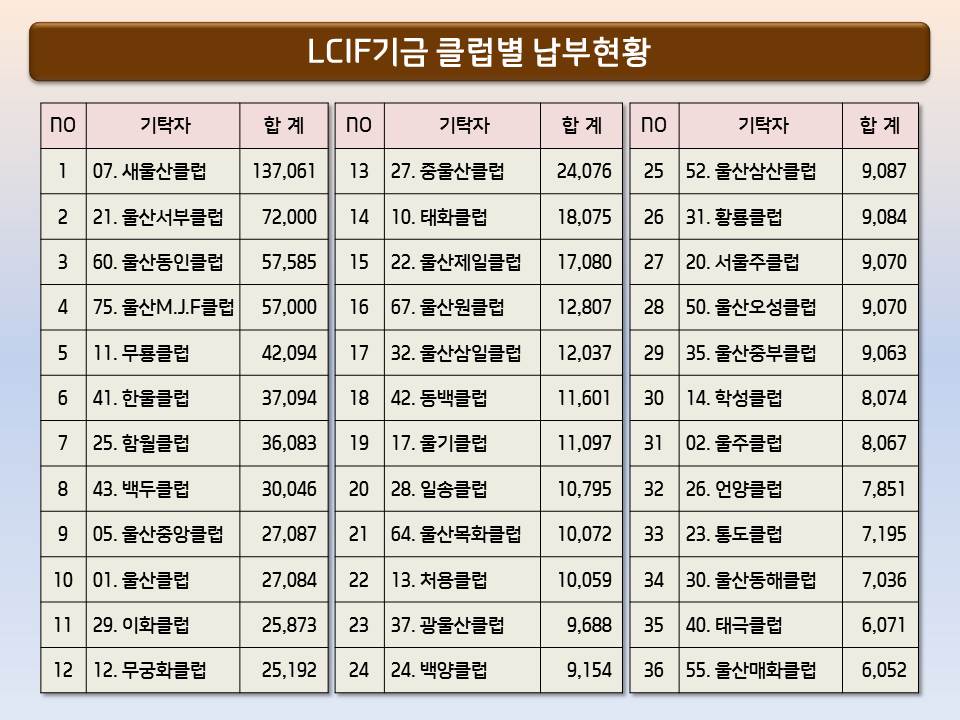 LCIF기금 클럽별 납부현황
NO 기탁자 합 계
1 07. 새울산클럽 137,061
2 21. 울산서부클럽 72,000
3 60. 울산동인클럽 57,585
4 75. 울산M.J.F클럽 57,000
5 11. 무룡클럽 42,094
6 41. 한울클럽 37,094
7 25. 함월클럽 36,083
8 43. 백두클럽 30,046
9 05. 울산중앙클럽 27,087
10 01. 울산클럽 27,084
11 29. 이화클럽 25,873
12 12. 무궁화클럽 25,192
NO 기탁자 합 계
13 27. 중울산클럽 24,076
14 10. 태화클럽 18,075
15 22. 울산제일클럽 17,080
16 67. 울산원클럽 12,807
17 32. 울산삼일클럽 12,037
18 42. 동백클럽 11,601
19 17. 울기클럽 11,097
20 28. 일송클럽 10,795
21 64. 울산목화클럽 10,072
22 13. 처용클럽 10,059
23 37. 광울산클럽 9,688
24 24. 백양클럽 9,154
NO 기탁자 합 계
25 52. 울산삼산클럽 9,087
26 31. 황룡클럽 9,084
27 20. 서울주클럽 9,070
28 50. 울산오성클럽 9,070
29 35. 울산중부클럽 9,063
30 14. 학성클럽 8,074
31 02. 울주클럽 8,067
32 26. 언양클럽 7,851
33 23. 통도클럽 7,195
34 30. 울산동해클럽 7,036
35 40. 태극클럽 6,071
36 55. 울산매화클럽 6,052